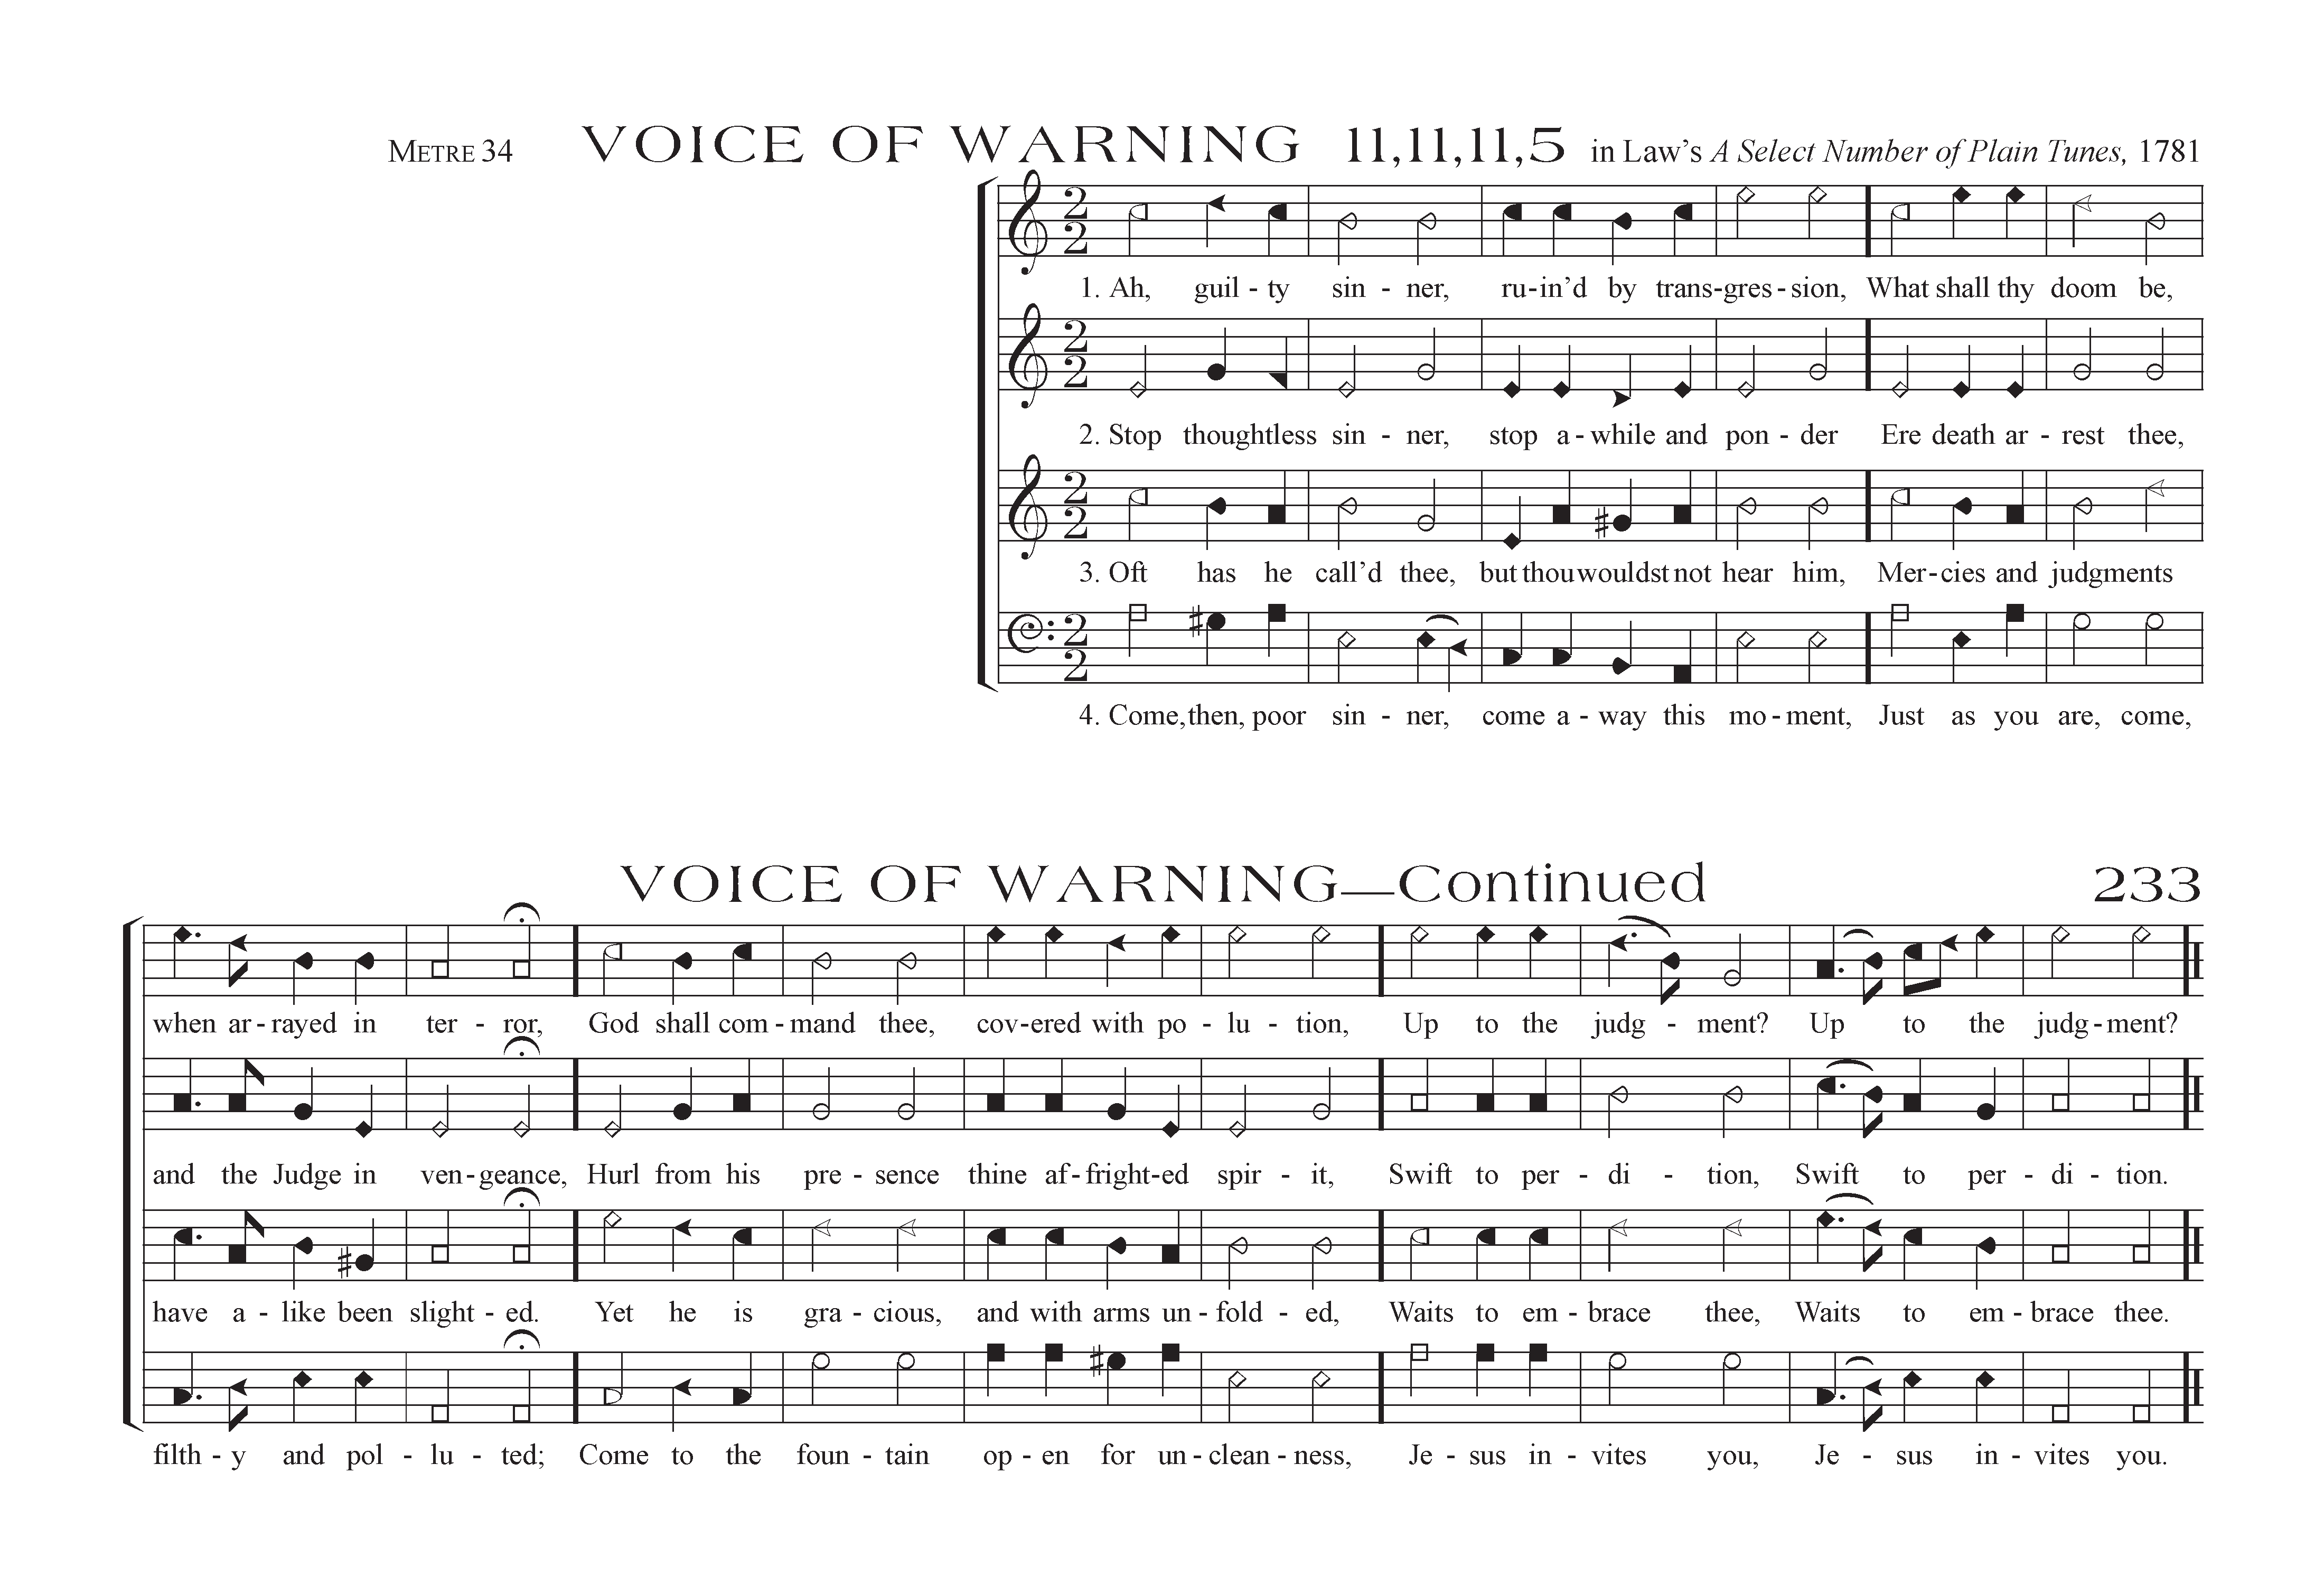 METRE 34 VOICE OF WARNING 11,11,11,5 in Law’s A Select Number of Plain Tunes, 1781
2 2
1. Ah, guil - ty sin - ner, ru-in’d by trans-gres-sion, What shall thy doom be,
2 2
2. Stop thoughtless sin - ner, stop a-while and pon - der Ere death ar - rest thee,
2 2
3. Oft has he call’d thee, but thou wouldst not hear him, Mer-cies and judgments
2 2
4. Come, then, poor sin - ner, come a - way this mo-ment, Just as you are, come,
VOICE OF WARNING—Continued 233
when ar-rayed in ter - ror, God shall com-mand thee, cov-ered with po - lu - tion, Up to the judg - ment? Up to the judg-ment?
and the Judge in ven-geance, Hurl from his pre - sence thine af-fright-ed spir - it, Swift to per - di - tion, Swift to per - di - tion.
have a - like been slight - ed. Yet he is gra - cious, and with arms un - fold - ed, Waits to em - brace thee, Waits to em - brace thee.
filth - y and pol - lu - ted; Come to the foun - tain op - en for un - clean - ness, Je - sus in - vites you, Je - sus in - vites you.